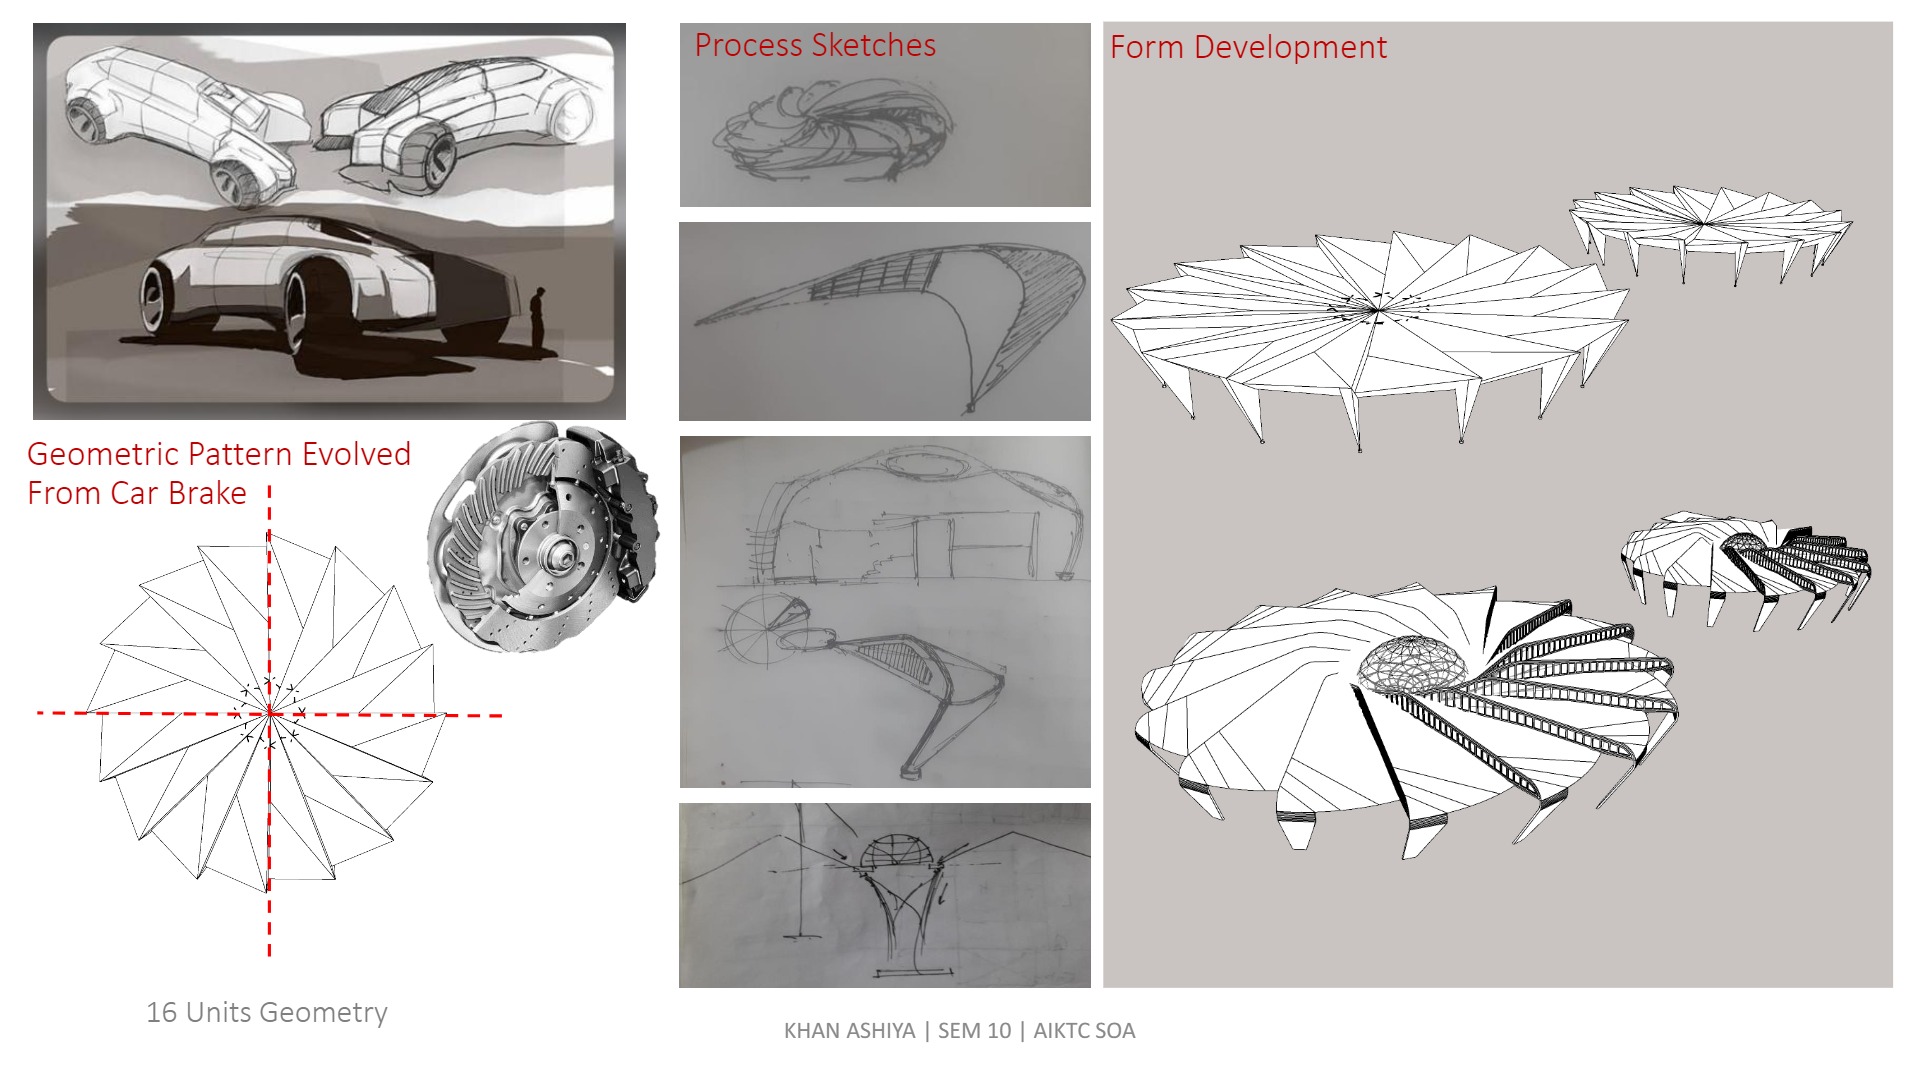 Process Sketches
Form Development
Geometric Pattern Evolved
From Car Brake
16 Units Geometry
KHAN ASHIYA | SEM 10 | AIKTC SOA